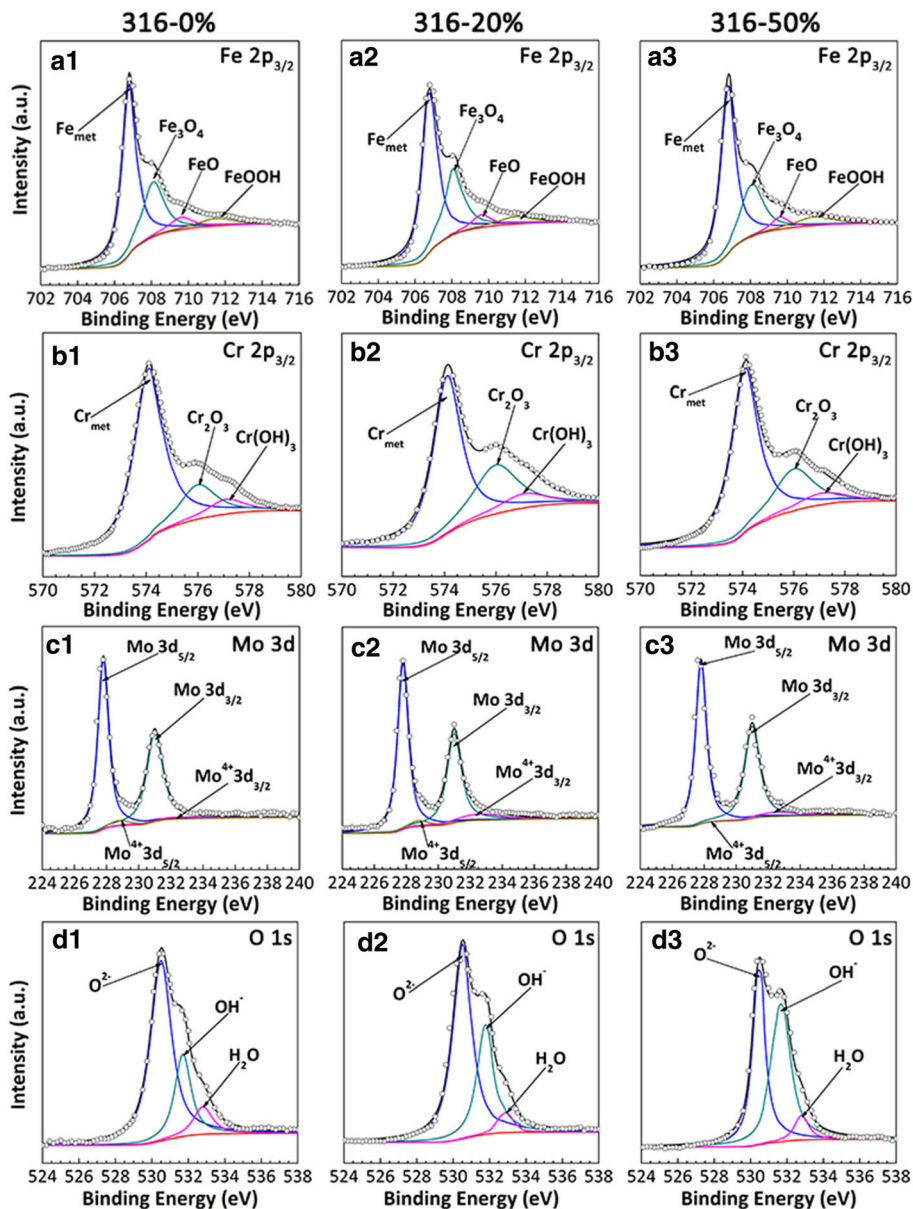 316-0% 316-20% 316-50%
a1 Fe 2p3/2
Femet
Fe3O4
FeO
FeOOH
Intensity (a.u.)
702 704 706 708 710 712 714 716
Binding Energy (eV)
a2 Fe 2p3/2
Femet
Fe3O4
FeO
FeOOH
702 704 706 708 710 712 714 716
Binding Energy (eV)
a3 Fe 2p3/2
Femet
Fe3O4
FeO
FeOOH
702 704 706 708 710 712 714 716
Binding Energy (eV)
b1 Cr 2p3/2
Crmet
Cr2O3
Cr(OH)3
Intensity (a.u.)
570 572 574 576 578 580
Binding Energy (eV)
b2 Cr 2p3/2
Crmet
Cr2O3
Cr(OH)3
570 572 574 576 578 580
Binding Energy (eV)
b3 Cr 2p3/2
Crmet
Cr2O3
Cr(OH)3
570 572 574 576 578 580
Binding Energy (eV)
c1 Mo 3d
Mo 3d5/2
Mo 3d3/2
Mo4+3d3/2
Mo4+3d5/2
Intensity (a.u.)
224 226 228 230 232 234 236 238 240
Binding Energy (eV)
c2 Mo 3d
Mo 3d5/2
Mo 3d3/2
Mo4+3d3/2
Mo4+3d5/2
224 226 228 230 232 234 236 238 240
Binding Energy (eV)
c3 Mo 3d
Mo 3d5/2
Mo 3d3/2
Mo4+3d3/2
Mo4+3d5/2
224 226 228 230 232 234 236 238 240
Binding Energy (eV)
d1 O 1s
O2-
OH-
H2O
Intensity (a.u.)
524 526 528 530 532 534 536 538
Binding Energy (eV)
d2 O 1s
O2-
OH-
H2O
524 526 528 530 532 534 536 538
Binding Energy (eV)
d3 O 1s
O2-
OH-
H2O
524 526 528 530 532 534 536 538
Binding Energy (eV)